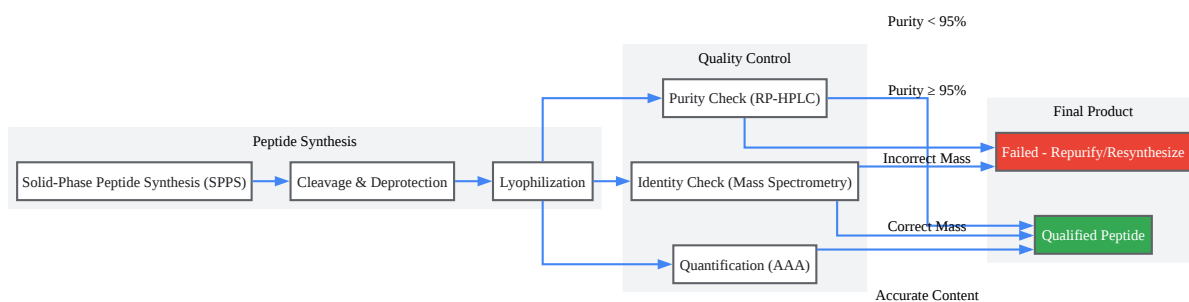 Purity < 95%
Quality Control
Purity Check (RP-HPLC)
Purity ≥ 95%
Final Product
Peptide Synthesis
Failed - Repurify/Resynthesize
Incorrect Mass
Solid-Phase Peptide Synthesis (SPPS)
Cleavage & Deprotection
Lyophilization
Identity Check (Mass Spectrometry)
Correct Mass
Qualified Peptide
Quantification (AAA)
Accurate Content